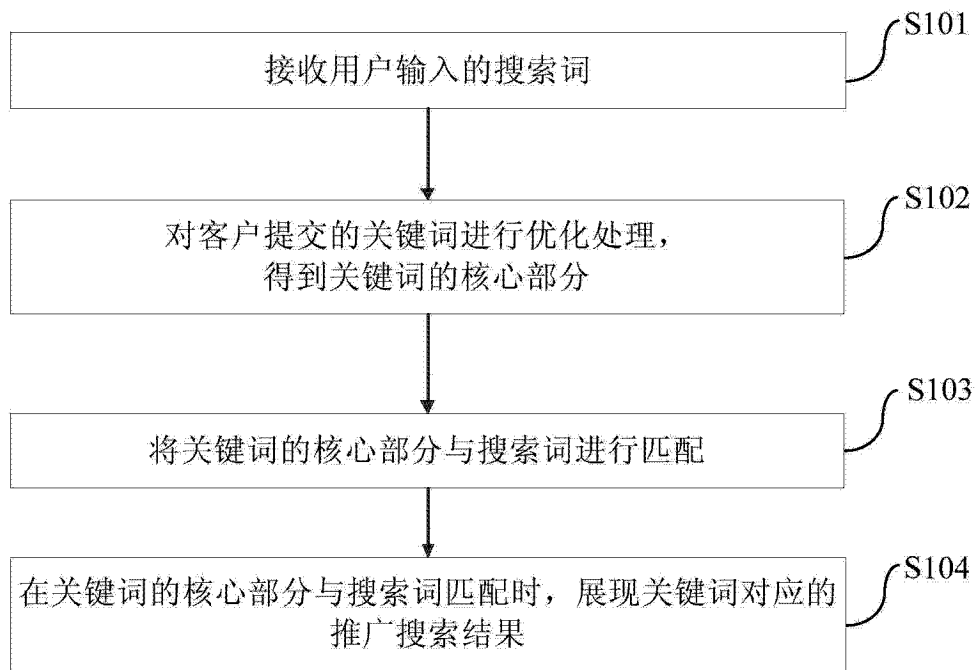 S101
接收用户输入的搜索词
S102
对客户提交的关键词进行优化处理，
得到关键词的核心部分
S103
将关键词的核心部分与搜索词进行匹配
S104
在关键词的核心部分与搜索词匹配时，展现关键词对应的
推广搜索结果